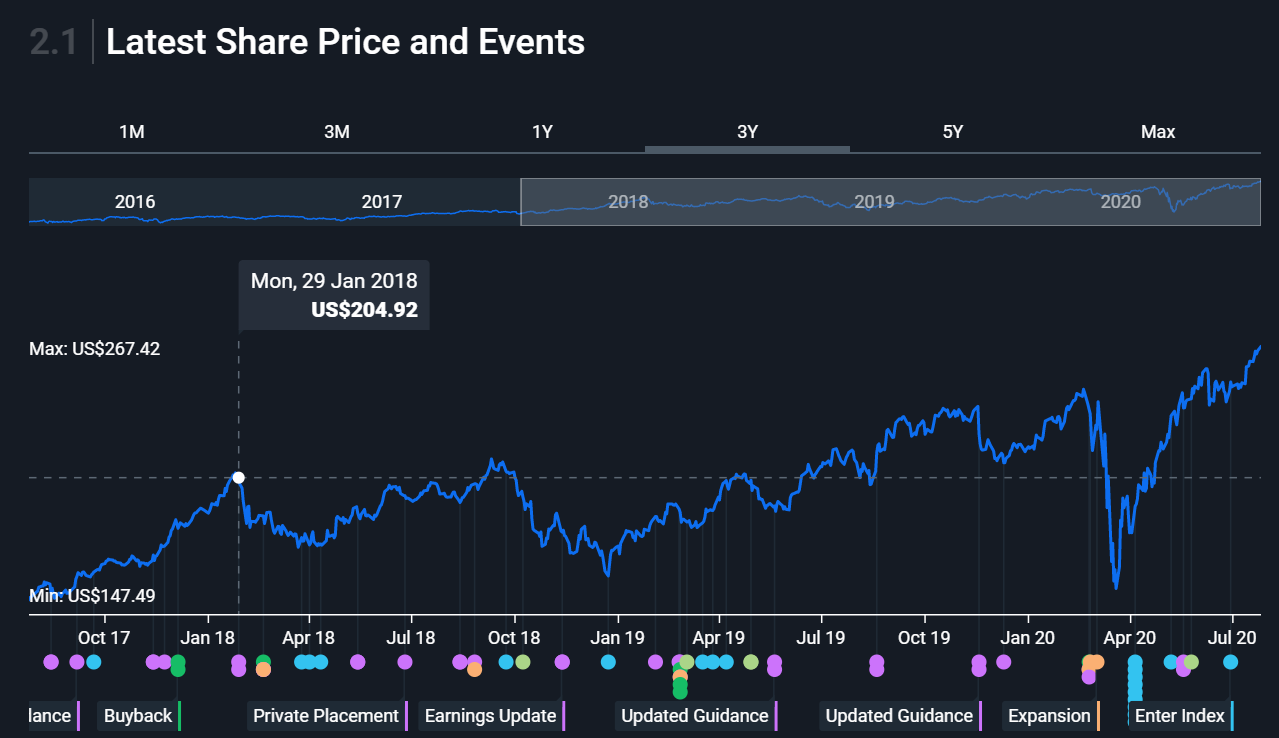 2.1 Latest Share Price and Events
1M 3M 1Y 3Y 5Y Max
2016 2017 2018 2019 2020
Mon, 29 Jan 2018
US$204.92
Max: US$267.42
Min: US$147.49
Oct 17 Jan 18 Apr 18 Jul 18 Oct 18 Jan 19 Apr 19 Jul 19 Oct 19 Jan 20 Apr 20 Jul 20
lance Buyback Private Placement Earnings Update Updated Guidance Updated Guidance Expansion Enter Index